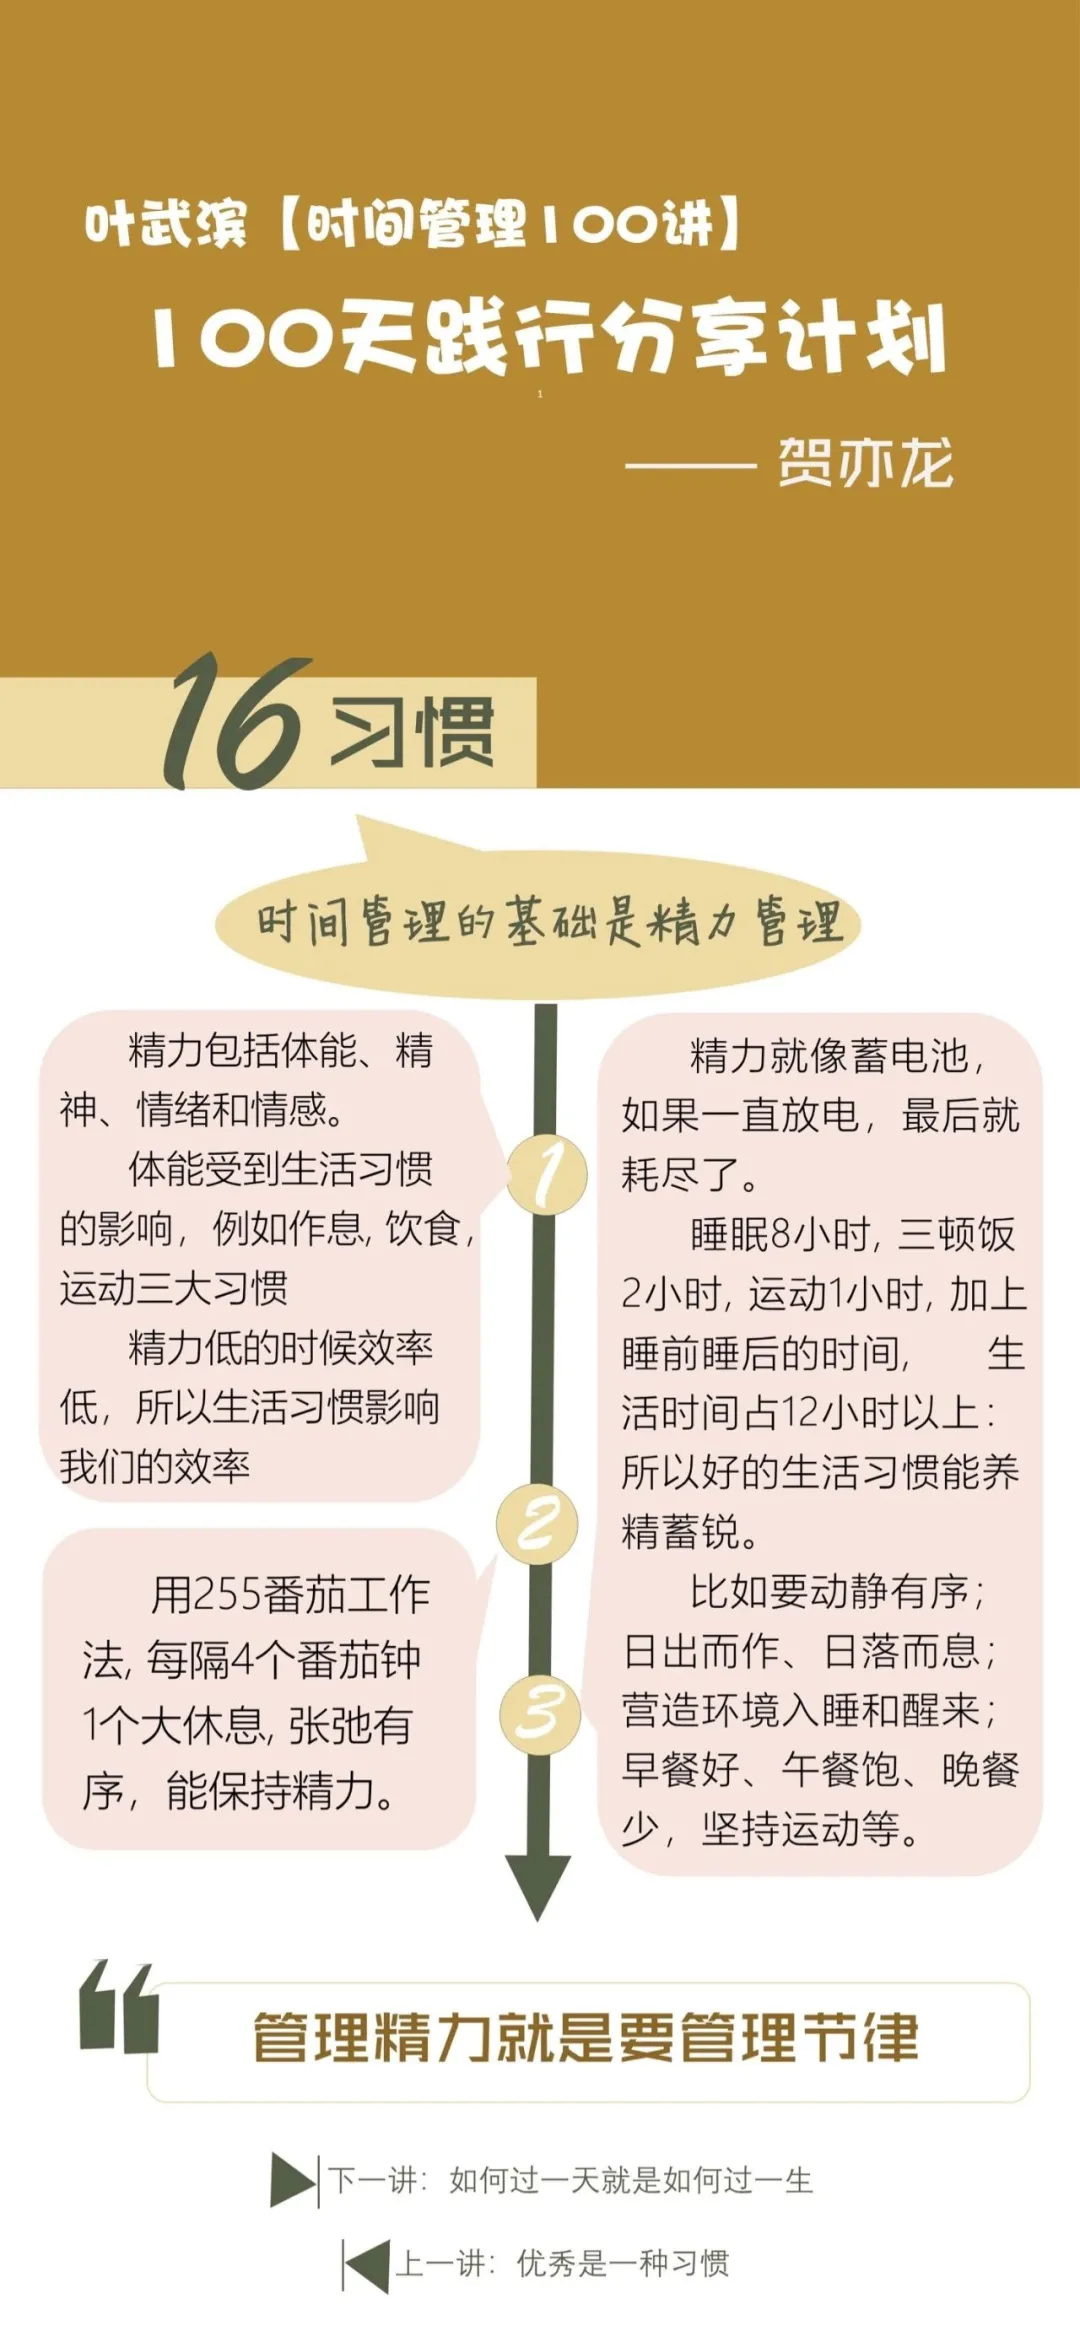 叶武滨【时间管理100讲】
100天践行分享计划
1
—— 贺亦龙
16 习惯
时间管理的基础是精力管理
精力包括体能、精
神、情绪和情感。
体能受到生活习惯
的影响，例如作息, 饮食，
运动三大习惯
精力低的时候效率
低，所以生活习惯影响
我们的效率
1
2
用255番茄工作
法, 每隔4个番茄钟
1个大休息, 张弛有
序，能保持精力。
3
精力就像蓄电池，
如果一直放电，最后就
耗尽了。
睡眠8小时, 三顿饭
2小时, 运动1小时, 加上
睡前睡后的时间, 生
活时间占12小时以上：
所以好的生活习惯能养
精蓄锐。
比如要动静有序；
日出而作、日落而息；
营造环境入睡和醒来；
早餐好、午餐饱、晚餐
少，坚持运动等。
管理精力就是要管理节律
下一讲：如何过一天就是如何过一生
上一讲：优秀是一种习惯